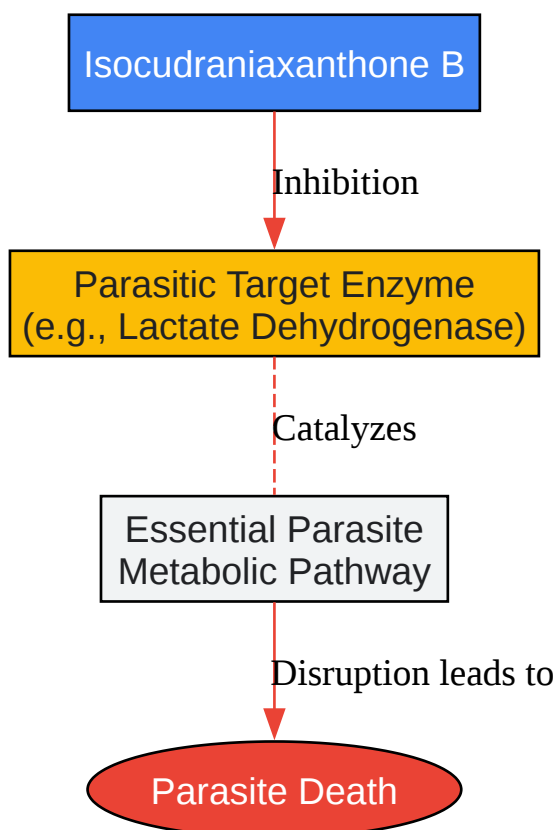 Isocudraniaxanthone B
Inhibition
Parasitic Target Enzyme
(e.g., Lactate Dehydrogenase)
Catalyzes
Essential Parasite
Metabolic Pathway
Disruption leads to
Parasite Death